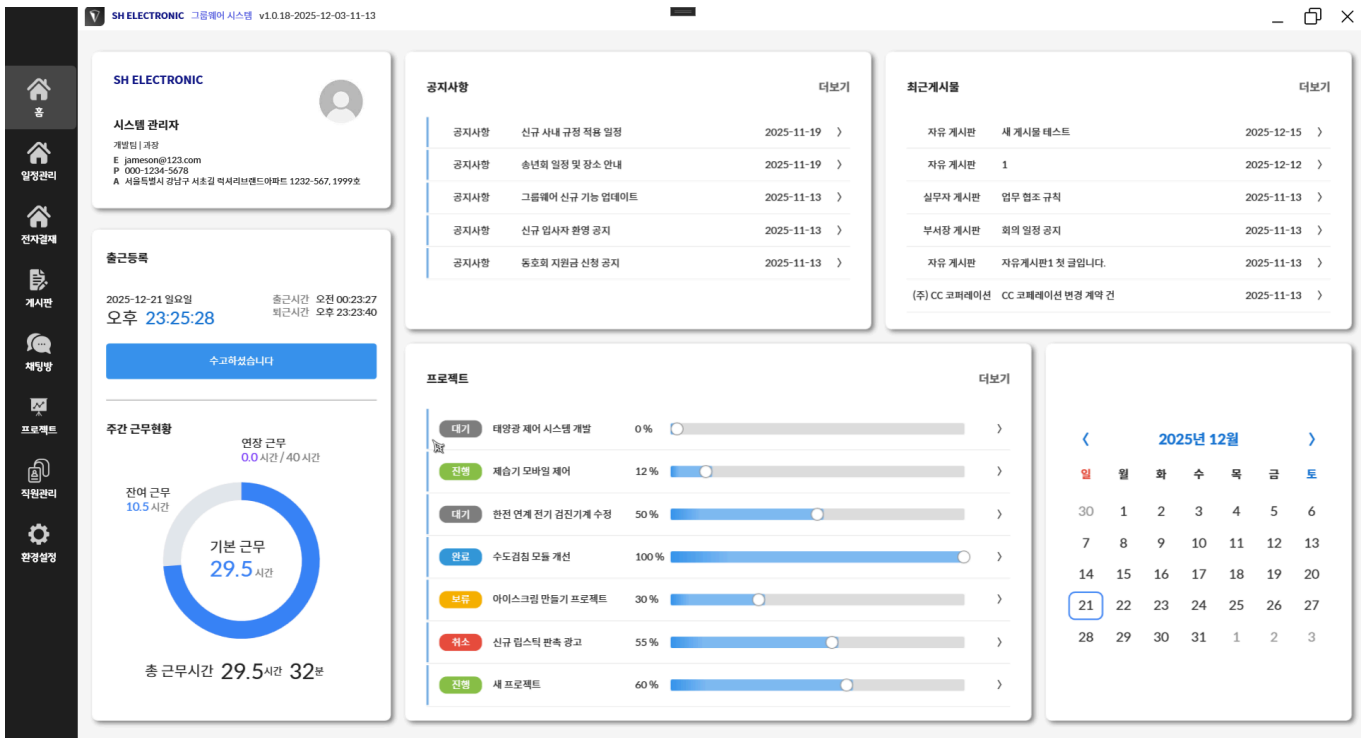 SH ELECTRONIC 그룹웨어 시스템 v1.0.18-2025-12-03-11-13
홈
일정관리
전자결재
게시판
채팅방
프로젝트
직원관리
환경설정
SH ELECTRONIC
시스템 관리자
개발팀 | 과장
E jameson@123.com
P 000-1234-5678
A 서울특별시 강남구 서초길 럭셔리브랜드아파트 1232-567, 1999호
출근등록
2025-12-21 일요일
오후 23:25:28
출근시간 오전 00:23:27
퇴근시간 오후 23:23:40
수고하셨습니다
주간 근무현황
연장 근무
0.0 시간 / 40 시간
잔여 근무
10.5 시간
기본 근무
29.5 시간
총 근무시간 29.5시간 32분
공지사항 더보기
공지사항 신규 사내 규정 적용 일정 2025-11-19 〉
공지사항 송년회 일정 및 장소 안내 2025-11-19 〉
공지사항 그룹웨어 신규 기능 업데이트 2025-11-13 〉
공지사항 신규 입사자 환영 공지 2025-11-13 〉
공지사항 동호회 지원금 신청 공지 2025-11-13 〉
최근게시물 더보기
자유 게시판 새 게시물 테스트 2025-12-15 〉
자유 게시판 1 2025-12-12 〉
실무자 게시판 업무 협조 규칙 2025-11-13 〉
부서장 게시판 회의 일정 공지 2025-11-13 〉
자유 게시판 자유게시판1 첫 글입니다. 2025-11-13 〉
(주) CC 코퍼레이션 CC 코페레이션 변경 계약 건 2025-11-13 〉
프로젝트 더보기
대기 태양광 제어 시스템 개발 0 % 〉
진행 제습기 모바일 제어 12 % 〉
대기 한전 연계 전기 검진기계 수정 50 % 〉
완료 수도검침 모듈 개선 100 % 〉
보류 아이스크림 만들기 프로젝트 30 % 〉
취소 신규 립스틱 판촉 광고 55 % 〉
진행 새 프로젝트 60 % 〉
《 2025년 12월 》
일 월 화 수 목 금 토
30 1 2 3 4 5 6
7 8 9 10 11 12 13
14 15 16 17 18 19 20
21 22 23 24 25 26 27
28 29 30 31 1 2 3